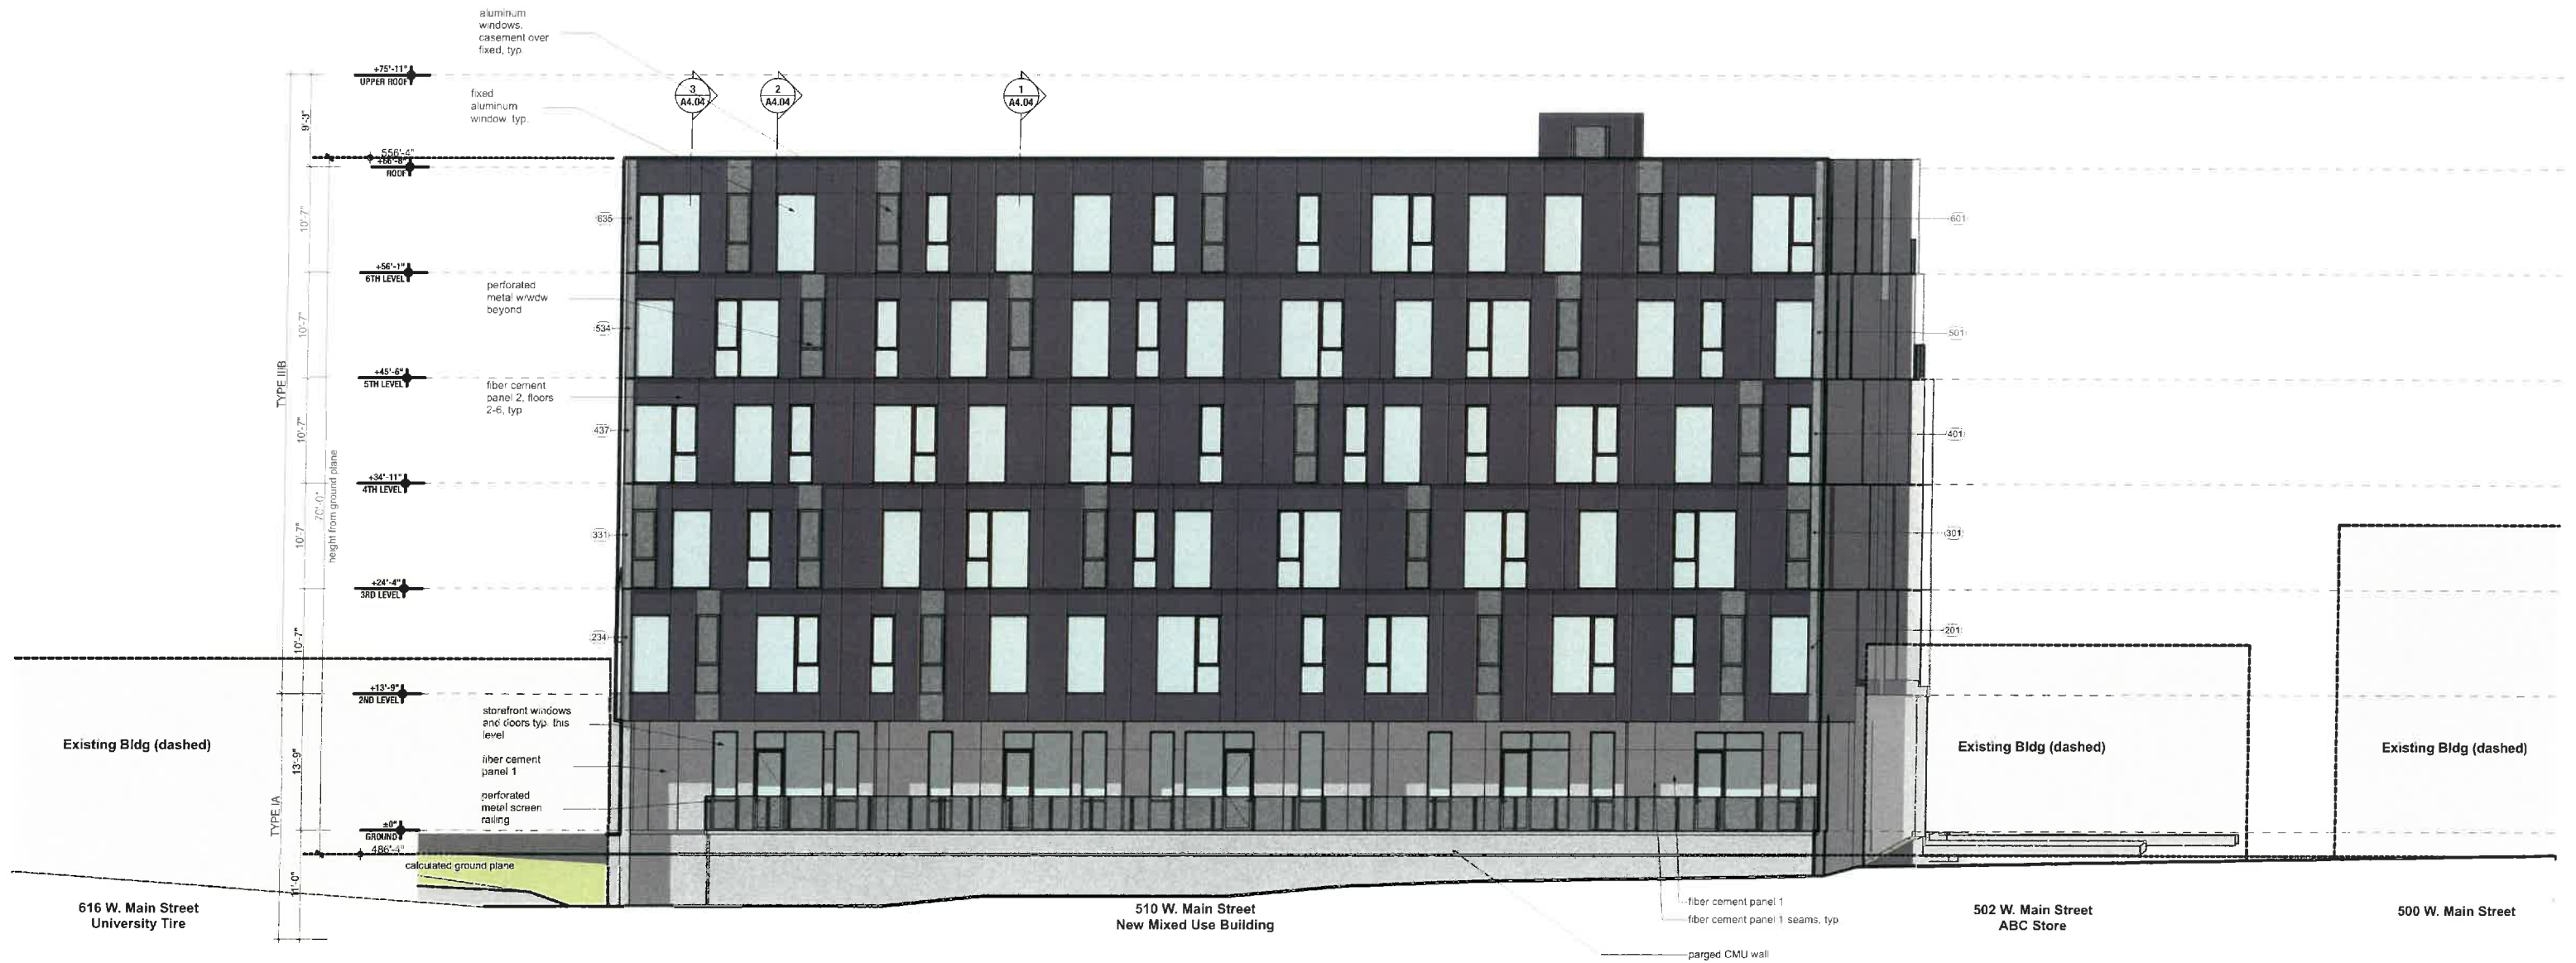 aluminum
windows,
casement over
fixed, typ
+75'-11"
UPPER ROOF
3
A4.04
2
A4.04
1
A4.04
fixed
aluminum
window, typ.
9'-3"
556'-4"
+66'-8"
ROOF
10'-7"
635
601
+56'-1"
6TH LEVEL
perforated
metal w/wdw
beyond
10'-7"
534
501
TYPE IIIB
+45'-6"
5TH LEVEL
fiber cement
panel 2, floors
2-6, typ
10'-7"
437
401
+34'-11"
4TH LEVEL
70'-0"
height from ground plane
10'-7"
331
301
+24'-4"
3RD LEVEL
10'-7"
234
201
+13'-9"
2ND LEVEL
storefront windows
and doors typ. this
level
Existing Bldg (dashed)
Existing Bldg (dashed)
Existing Bldg (dashed)
13'-9"
fiber cement
panel 1
perforated
metal screen
railing
TYPE IA
±0"
GROUND
486'-4"
calculated ground plane
11'-0"
616 W. Main Street
University Tire
510 W. Main Street
New Mixed Use Building
fiber cement panel 1
fiber cement panel 1 seams, typ
parged CMU wall
502 W. Main Street
ABC Store
500 W. Main Street